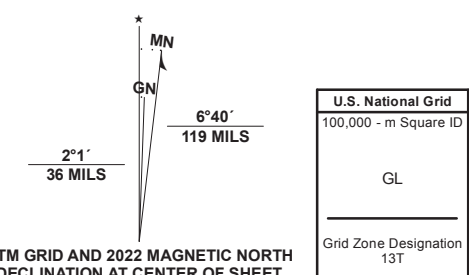 ★
MN
GN
6°40´
119 MILS
2°1´
36 MILS
TM GRID AND 2022 MAGNETIC NORTH
DECLINATION AT CENTER OF SHEET
U.S. National Grid
100,000 - m Square ID
GL
Grid Zone Designation
13T